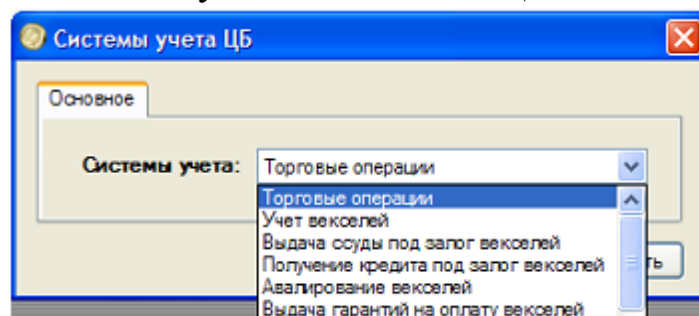 Системы учета ЦБ
Основное
Системы учета: Торговые операции
Торговые операции
Учет векселей
Выдача ссуды под залог векселей
Получение кредита под залог векселей
Авалирование векселей
Выдача гарантий на оплату векселей
ть